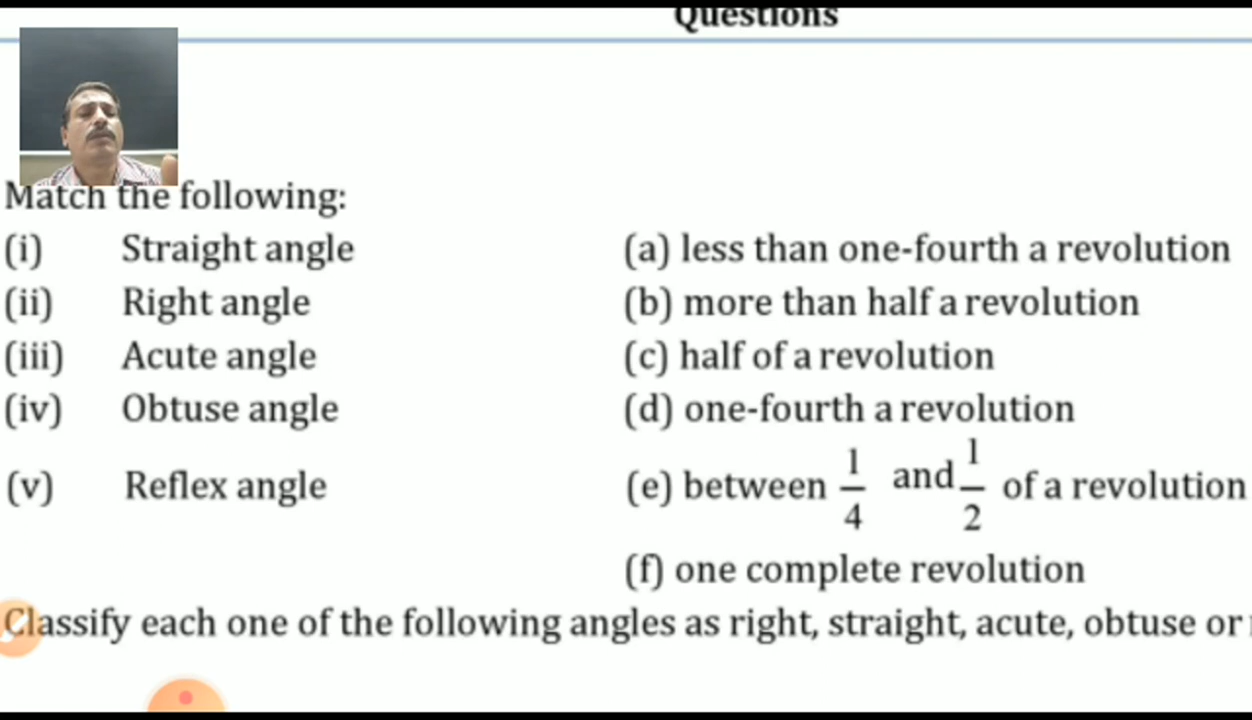 Questions
Match the following:
(i) Straight angle (a) less than one-fourth a revolution
(ii) Right angle (b) more than half a revolution
(iii) Acute angle (c) half of a revolution
(iv) Obtuse angle (d) one-fourth a revolution
(v) Reflex angle (e) between 1/4 and 1/2 of a revolution
(f) one complete revolution
Classify each one of the following angles as right, straight, acute, obtuse or